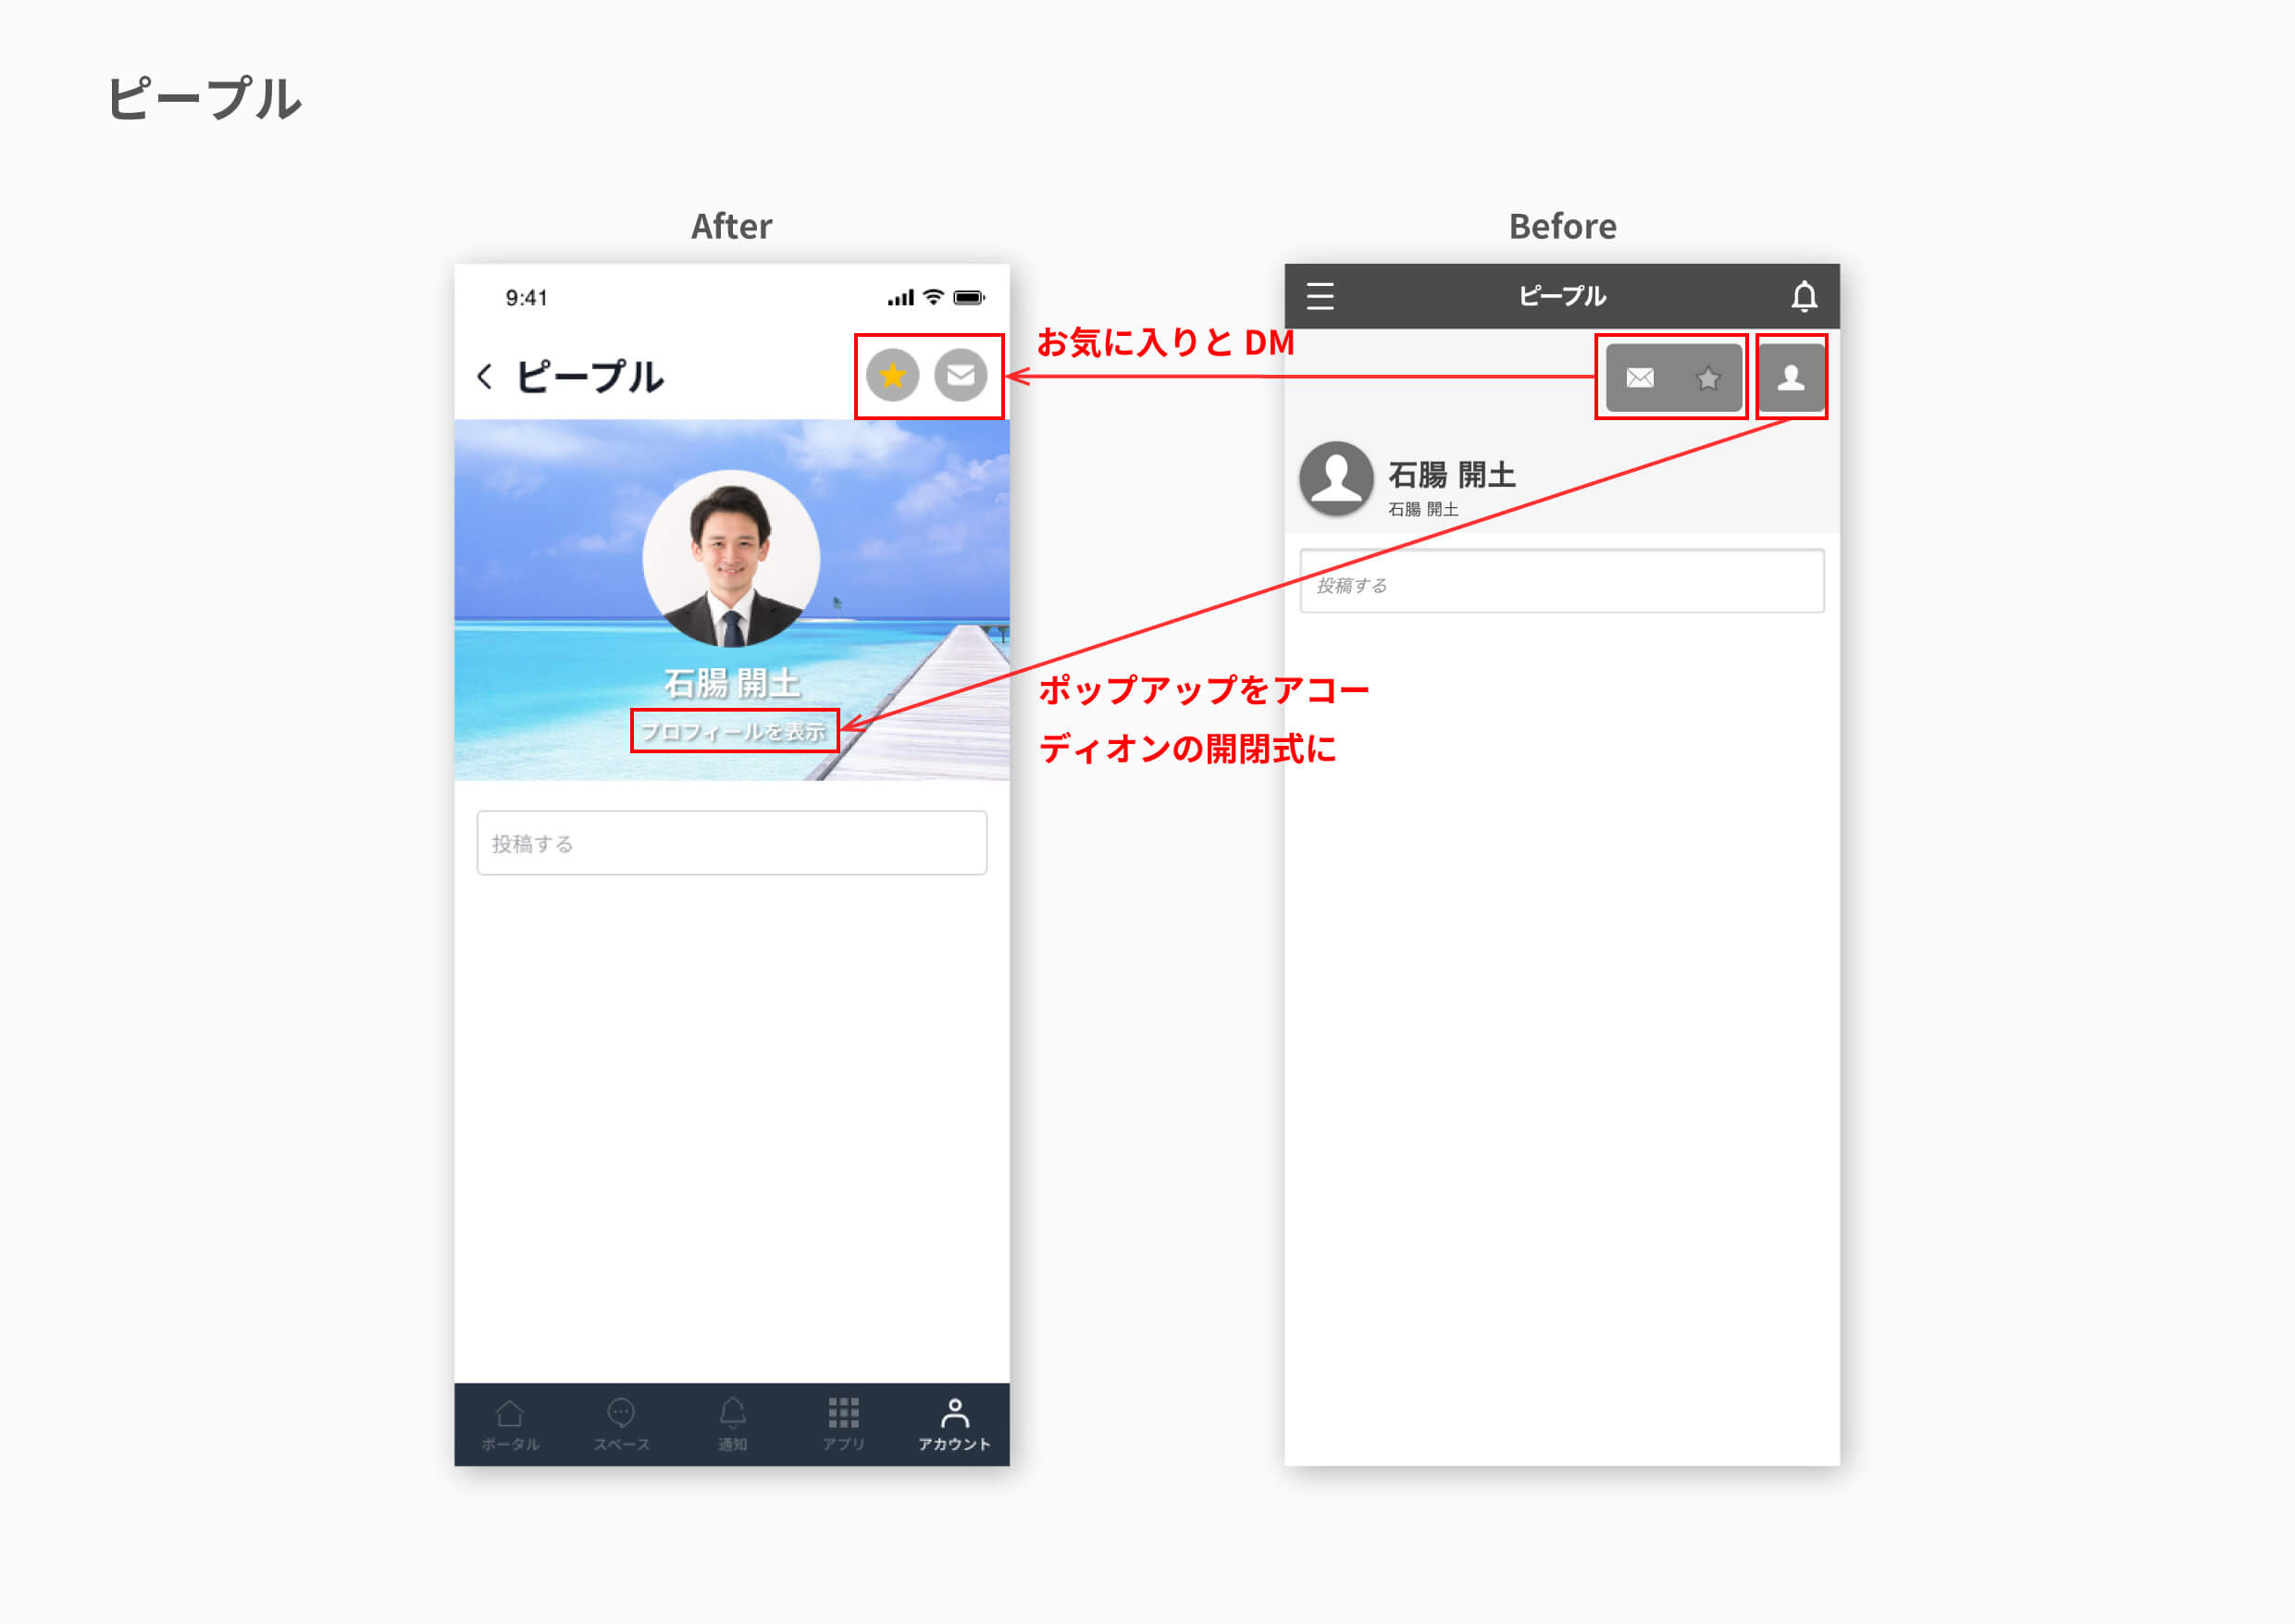 ピープル
After
9:41
ピープル
石腸 開土
プロフィールを表示
投稿する
ポータル
スペース
通知
アプリ
アカウント
お気に入りと DM
ポップアップをアコー
ディオンの開閉式に
Before
ピープル
石腸 開土
石腸 開土
投稿する